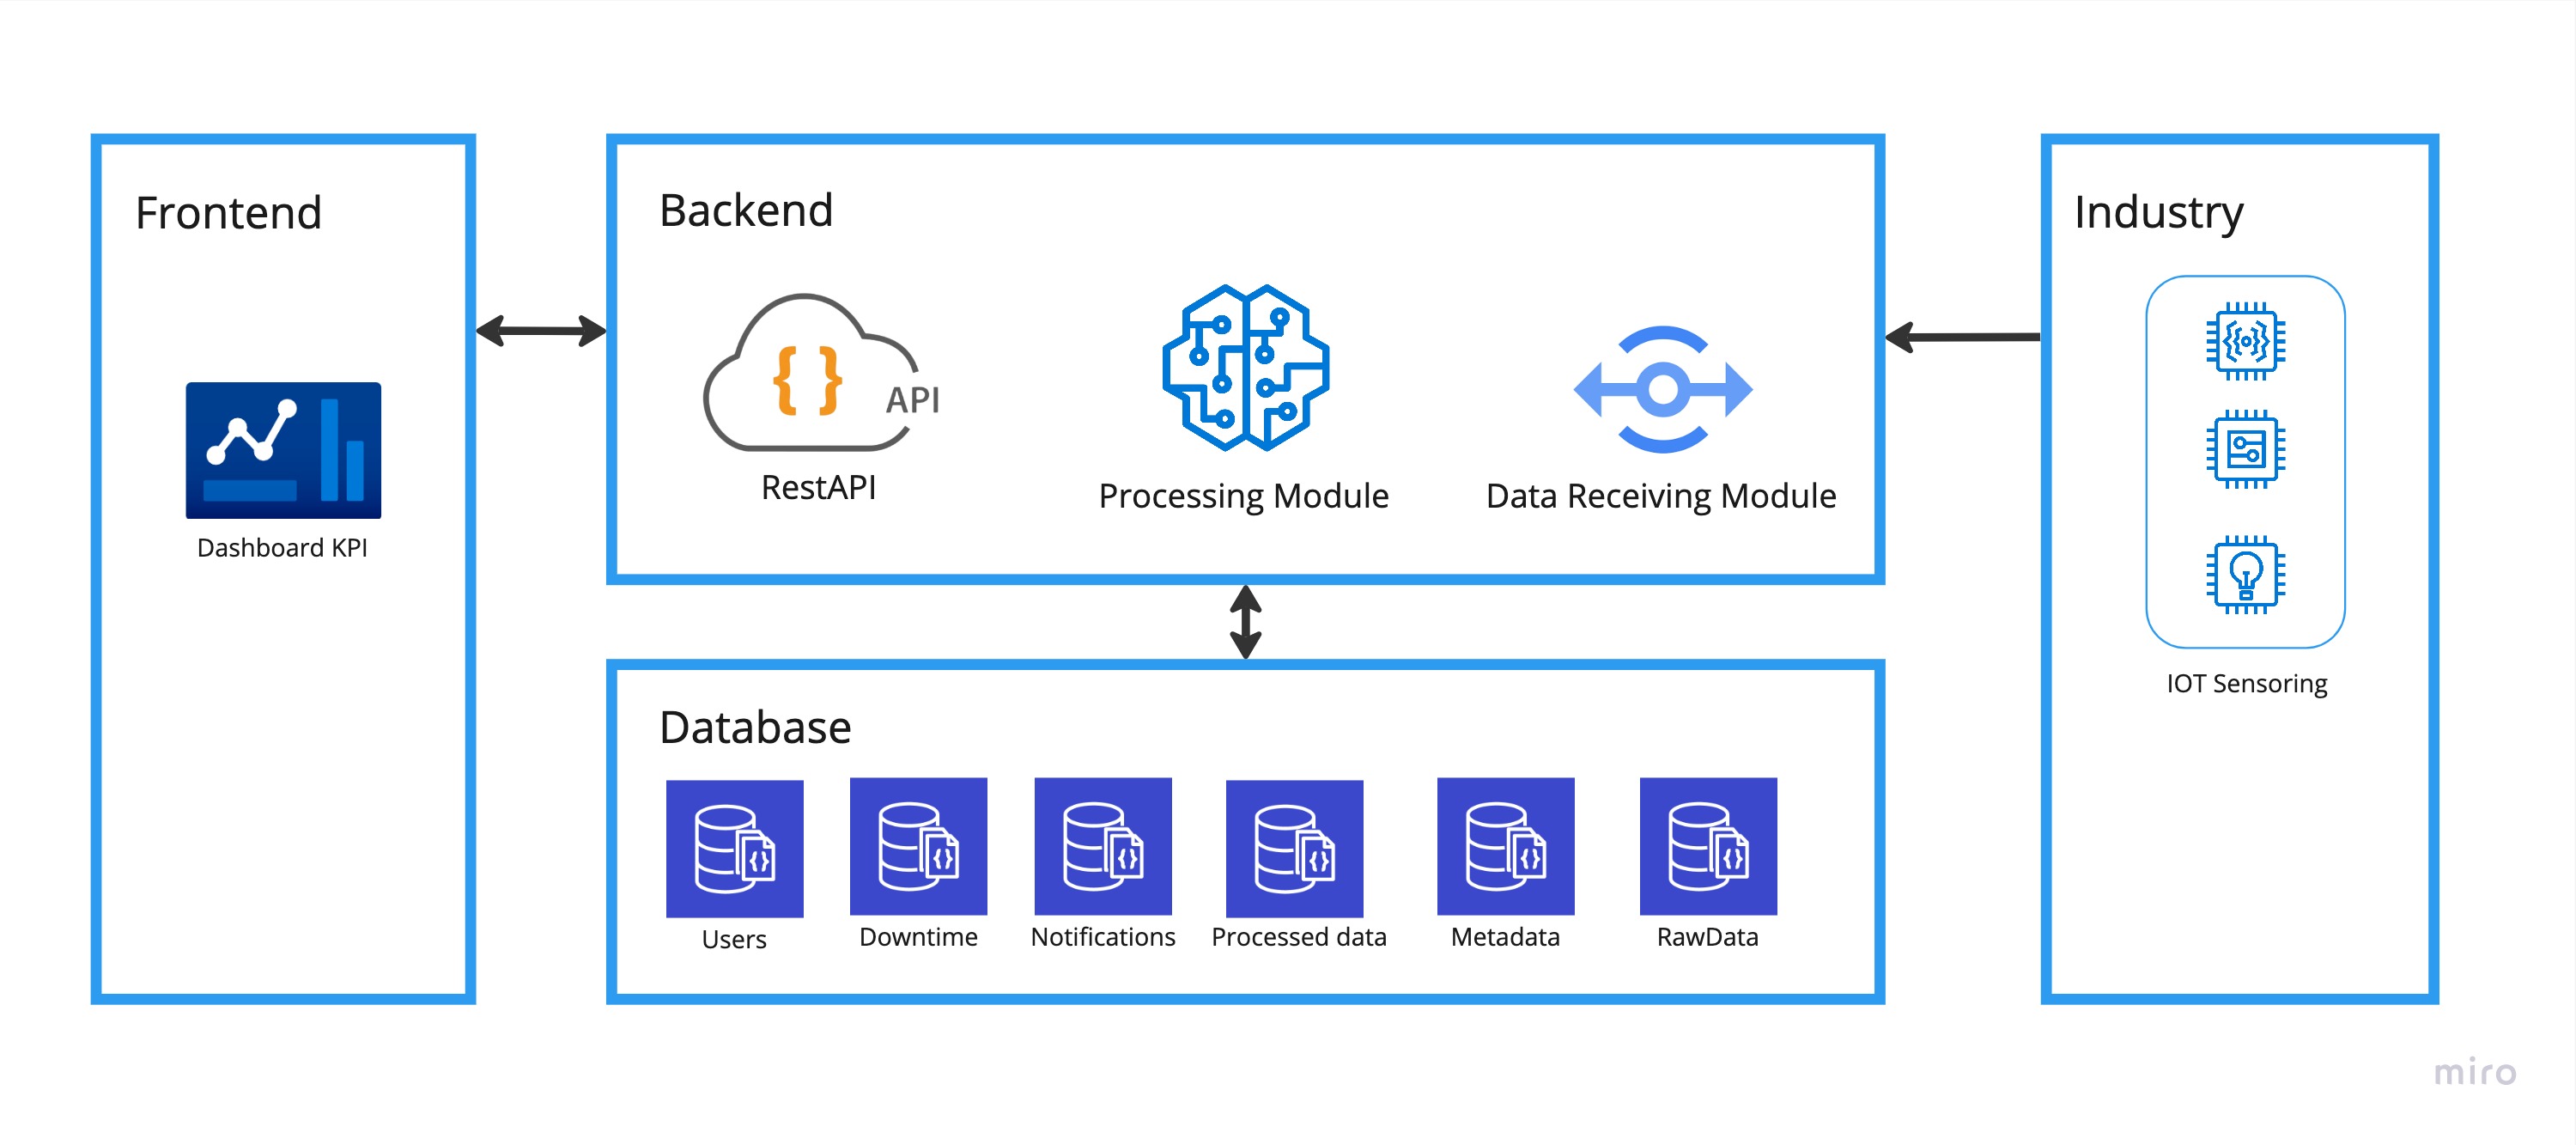 Frontend
Dashboard KPI
Backend
{ } API
RestAPI
Processing Module
Data Receiving Module
Industry
IOT Sensoring
Database
Users
Downtime
Notifications
Processed data
Metadata
RawData
miro